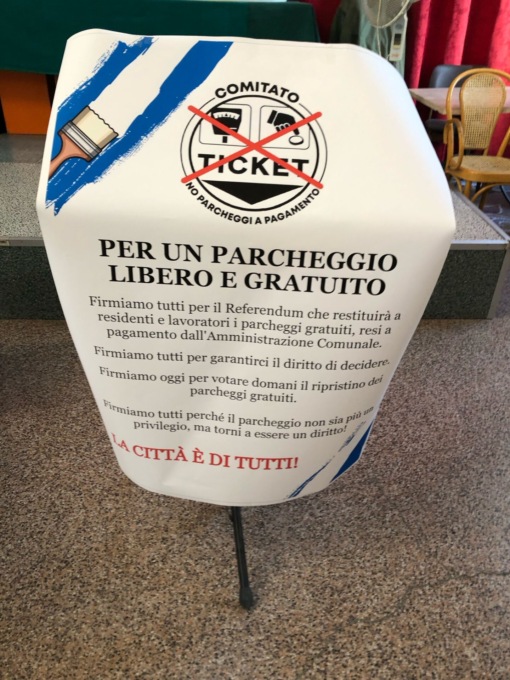 COMITATO
TICKET
NO PARCHEGGI A PAGAMENTO
PER UN PARCHEGGIO
LIBERO E GRATUITO
Firmiamo tutti per il Referendum che restituirà a
residenti e lavoratori i parcheggi gratuiti, resi a
pagamento dall'Amministrazione Comunale.
Firmiamo tutti per garantirci il diritto di decidere.
Firmiamo oggi per votare domani il ripristino dei
parcheggi gratuiti.
Firmiamo tutti perché il parcheggio non sia più un
privilegio, ma torni a essere un diritto!
LA CITTÀ È DI TUTTI!